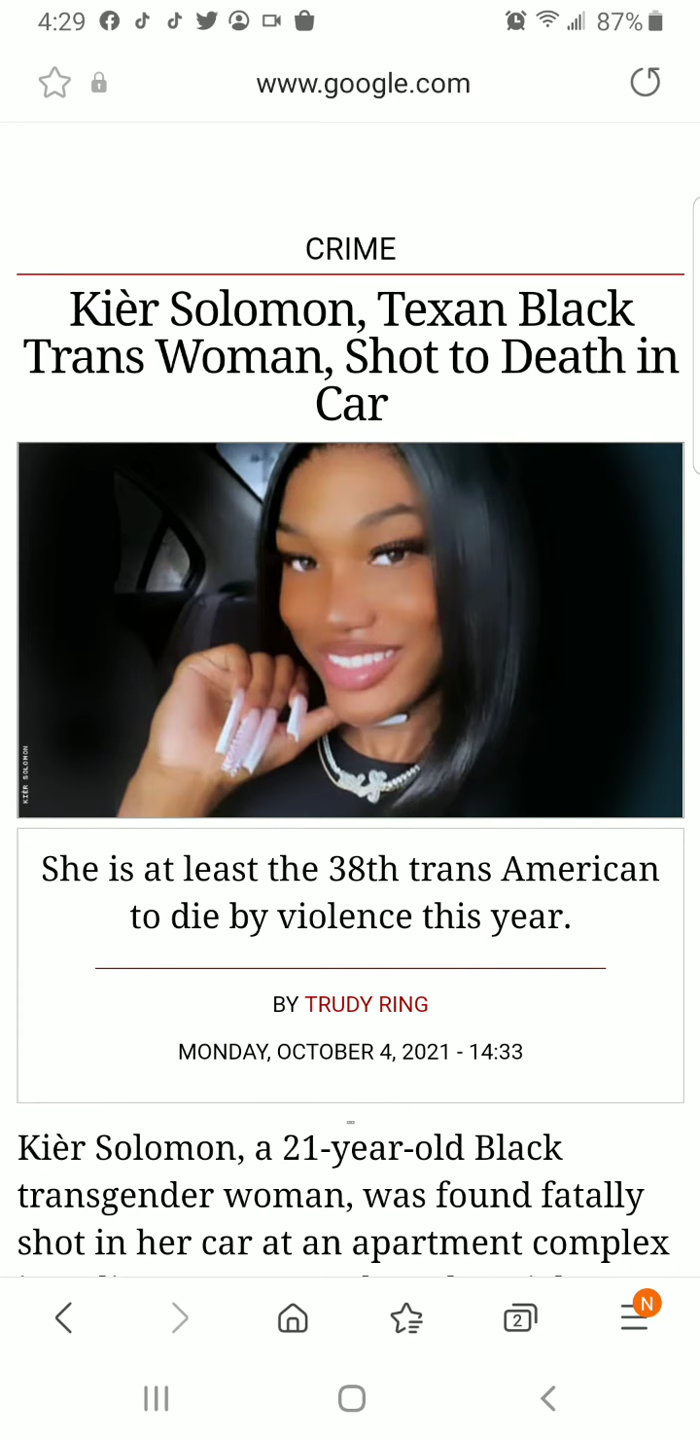 4:29
87%
www.google.com
CRIME
Kièr Solomon, Texan Black
Trans Woman, Shot to Death in
Car
KIÈR SOLOMON
She is at least the 38th trans American
to die by violence this year.
BY TRUDY RING
MONDAY, OCTOBER 4, 2021 - 14:33
Kièr Solomon, a 21-year-old Black
transgender woman, was found fatally
shot in her car at an apartment complex
2
N